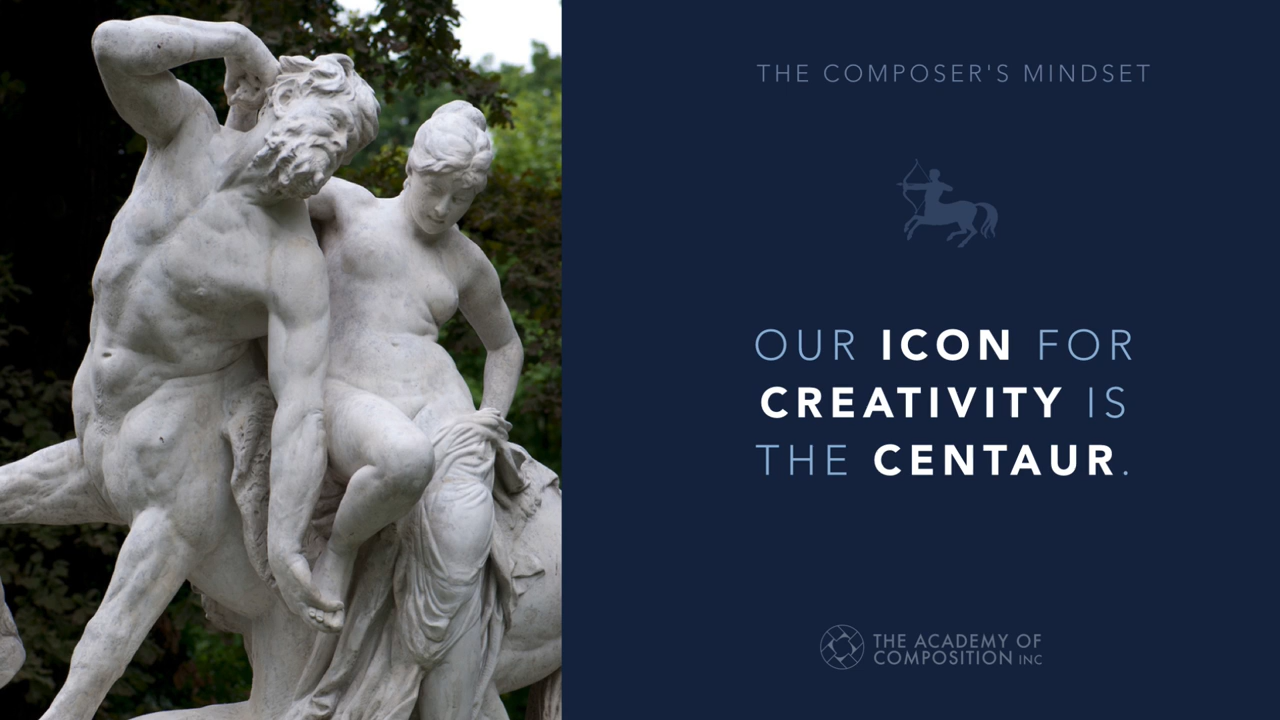 THE COMPOSER'S MINDSET
OUR ICON FOR
CREATIVITY IS
THE CENTAUR.
THE ACADEMY OF
COMPOSITION INC